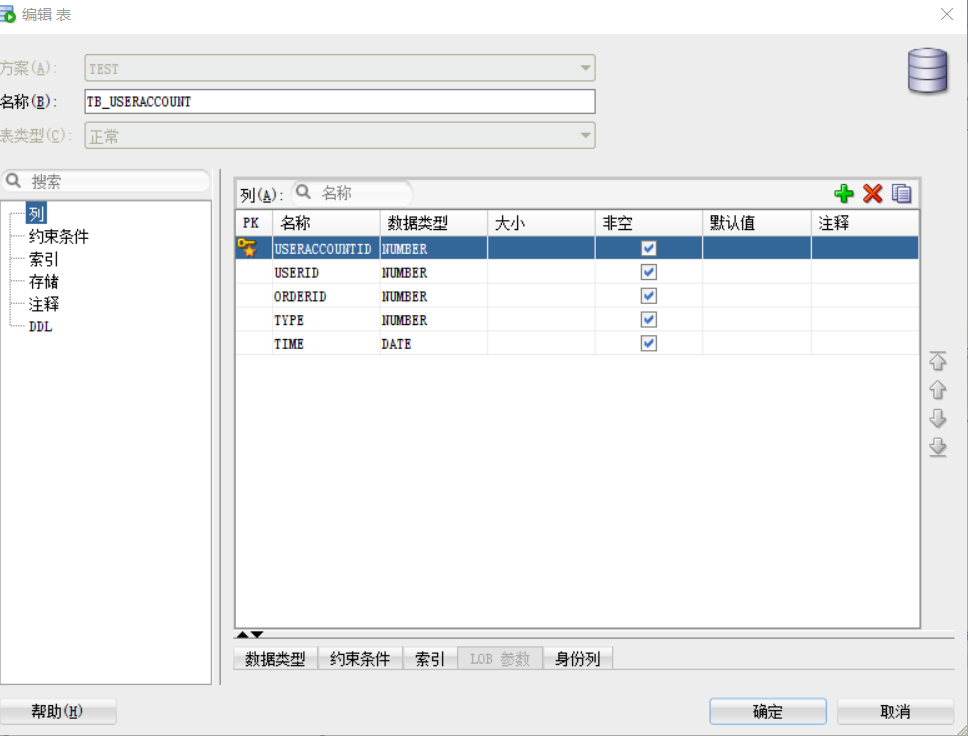 编辑 表
方案(A):
TEST
名称(B):
TB_USERACCOUNT
表类型(C):
正常
搜索
列
约束条件
索引
存储
注释
DDL
列(A):
名称
PK 名称 数据类型 大小 非空 默认值 注释
USERACCOUNTID NUMBER
USERID NUMBER
ORDERID NUMBER
TYPE NUMBER
TIME DATE
数据类型 约束条件 索引 LOB 参数 身份列
帮助(H) 确定 取消